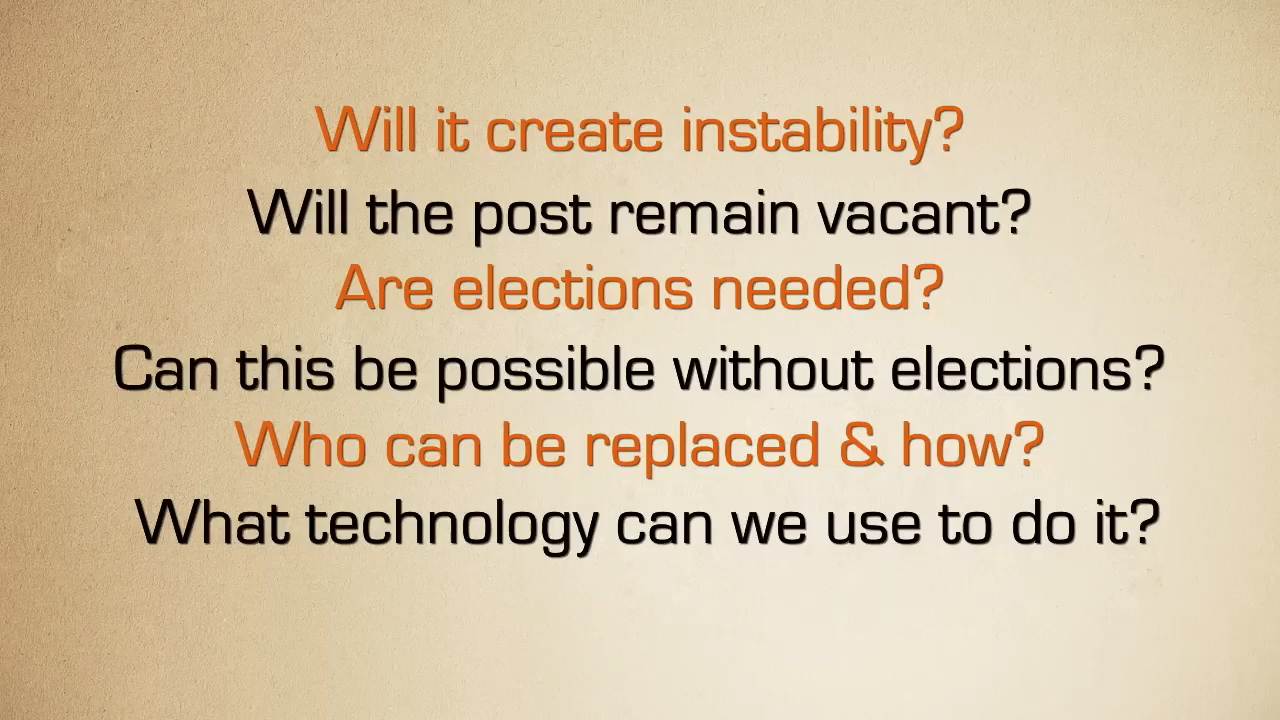 Will it create instability?
Will the post remain vacant?
Are elections needed?
Can this be possible without elections?
Who can be replaced & how?
What technology can we use to do it?